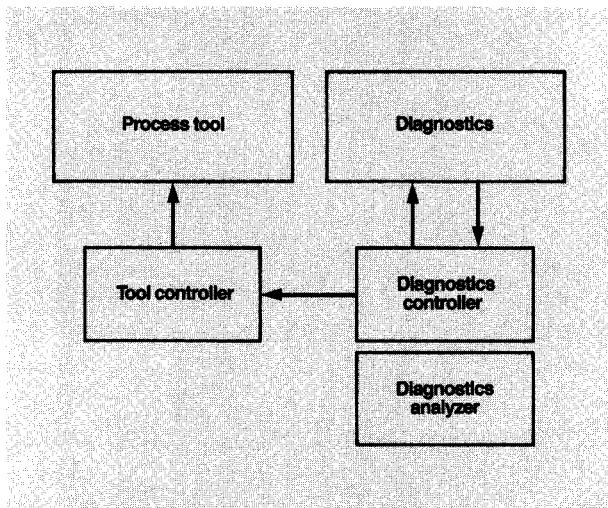 Process tool
Diagnostics
Tool controller
Diagnostics
controller
Diagnostics
analyzer